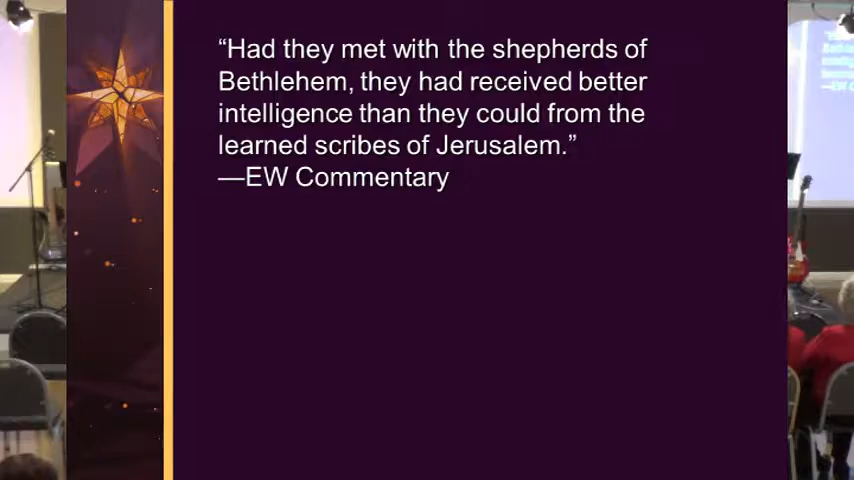 “Had they met with the shepherds of
Bethlehem, they had received better
intelligence than they could from the
learned scribes of Jerusalem.”
—EW Commentary